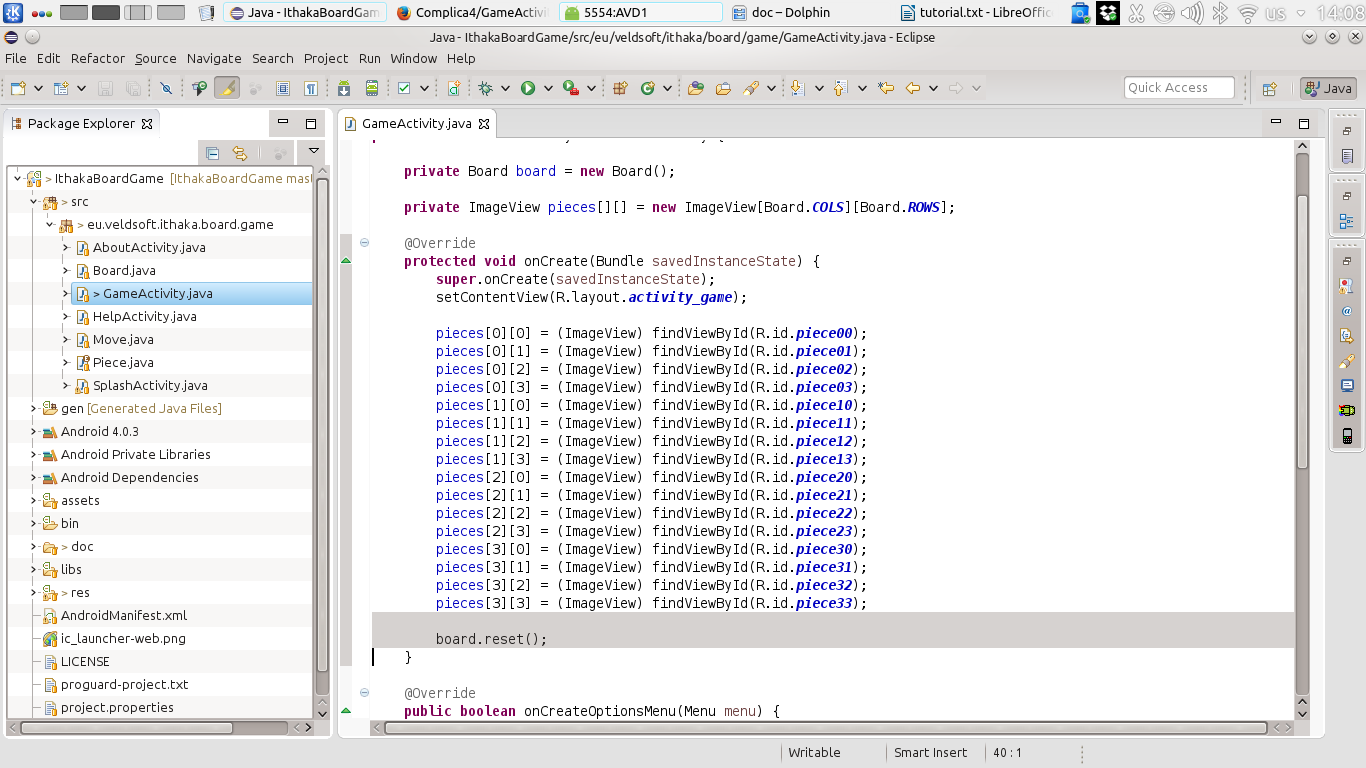 Java - IthakaBoardGam
Complica4/GameActivi
5554:AVD1
doc – Dolphin
tutorial.txt - LibreOffic
us
14:08
Java - IthakaBoardGame/src/eu/veldsoft/ithaka/board/game/GameActivity.java - Eclipse
File Edit Refactor Source Navigate Search Project Run Window Help
Quick Access
Java
Package Explorer
IthakaBoardGame [IthakaBoardGame mast
> src
> eu.veldsoft.ithaka.board.game
AboutActivity.java
Board.java
> GameActivity.java
HelpActivity.java
Move.java
Piece.java
SplashActivity.java
gen [Generated Java Files]
Android 4.0.3
Android Private Libraries
Android Dependencies
assets
bin
> doc
libs
> res
AndroidManifest.xml
ic_launcher-web.png
LICENSE
proguard-project.txt
project.properties
GameActivity.java
private Board board = new Board();
private ImageView pieces[][] = new ImageView[Board.COLS][Board.ROWS];
@Override
protected void onCreate(Bundle savedInstanceState) {
super.onCreate(savedInstanceState);
setContentView(R.layout.activity_game);
pieces[0][0] = (ImageView) findViewById(R.id.piece00);
pieces[0][1] = (ImageView) findViewById(R.id.piece01);
pieces[0][2] = (ImageView) findViewById(R.id.piece02);
pieces[0][3] = (ImageView) findViewById(R.id.piece03);
pieces[1][0] = (ImageView) findViewById(R.id.piece10);
pieces[1][1] = (ImageView) findViewById(R.id.piece11);
pieces[1][2] = (ImageView) findViewById(R.id.piece12);
pieces[1][3] = (ImageView) findViewById(R.id.piece13);
pieces[2][0] = (ImageView) findViewById(R.id.piece20);
pieces[2][1] = (ImageView) findViewById(R.id.piece21);
pieces[2][2] = (ImageView) findViewById(R.id.piece22);
pieces[2][3] = (ImageView) findViewById(R.id.piece23);
pieces[3][0] = (ImageView) findViewById(R.id.piece30);
pieces[3][1] = (ImageView) findViewById(R.id.piece31);
pieces[3][2] = (ImageView) findViewById(R.id.piece32);
pieces[3][3] = (ImageView) findViewById(R.id.piece33);
board.reset();
}
@Override
public boolean onCreateOptionsMenu(Menu menu) {
Writable
Smart Insert
40 : 1